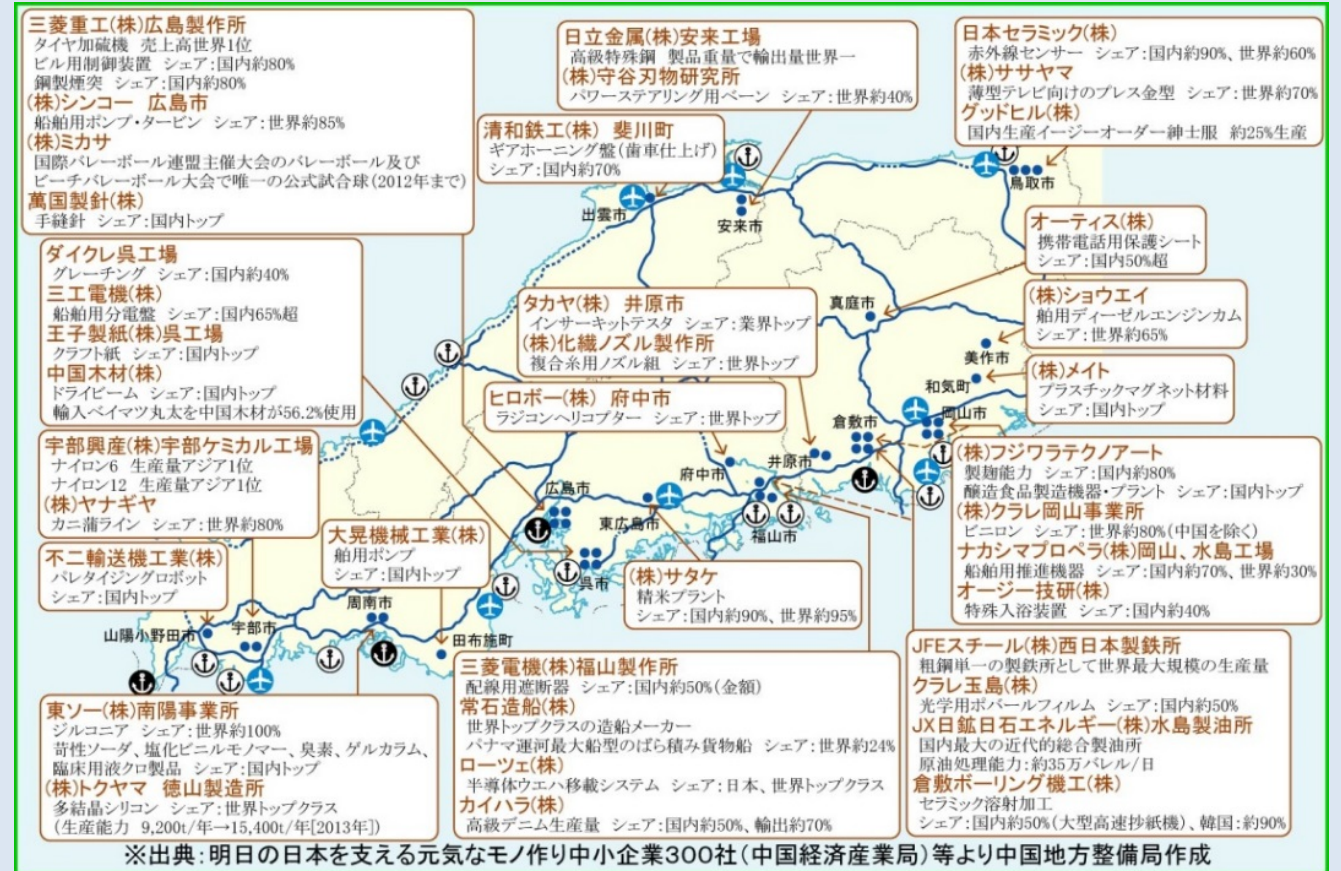 三菱重工(株)広島製作所
タイヤ加硫機 売上高世界1位
ビル用制御装置 シェア:国内約80%
鋼製煙突 シェア:国内約80%
(株)シンコー 広島市
船舶用ポンプ・タービン シェア:世界約85%
(株)ミカサ
国際バレーボール連盟主催大会のバレーボール及び
ビーチバレーボール大会で唯一の公式試合球(2012年まで)
萬国製針(株)
手縫針 シェア:国内トップ
日立金属(株)安来工場
高級特殊鋼 製品重量で輸出量世界一
(株)守谷刃物研究所
パワーステアリング用ベーン シェア:世界約40%
日本セラミック(株)
赤外線センサー シェア:国内約90%、世界約60%
(株)ササヤマ
薄型テレビ向けのプレス金型 シェア:世界約70%
グッドヒル(株)
国内生産イージーオーダー紳士服 約25%生産
清和鉄工(株) 斐川町
ギアホーニング盤(歯車仕上げ)
シェア:国内約70%
出雲市
安来市
鳥取市
オーティス(株)
携帯電話用保護シート
シェア:国内50%超
ダイクレ呉工場
グレーチング シェア:国内約40%
三工電機(株)
船舶用分電盤 シェア:国内65%超
王子製紙(株)呉工場
クラフト紙 シェア:国内トップ
中国木材(株)
ドライビーム シェア:国内トップ
輸入ベイマツ丸太を中国木材が56.2%使用
タカヤ(株) 井原市
インサーキットテスタ シェア:業界トップ
(株)化繊ノズル製作所
複合糸用ノズル組 シェア:世界トップ
真庭市
(株)ショウエイ
舶用ディーゼルエンジンカム
シェア:世界約65%
美作市
和気町
(株)メイト
プラスチックマグネット材料
シェア:国内トップ
ヒロボー(株) 府中市
ラジコンヘリコプター シェア:世界トップ
倉敷市
岡山市
宇部興産(株)宇部ケミカル工場
ナイロン6 生産量アジア1位
ナイロン12 生産量アジア1位
(株)ヤナギヤ
カニ蒲ライン シェア:世界約80%
府中市
井原市
(株)フジワラテクノアート
製麹能力 シェア:国内約80%
醸造食品製造機器・プラント シェア:国内トップ
(株)クラレ岡山事業所
ビニロン シェア:世界約80%(中国を除く)
ナカシマプロペラ(株)岡山、水島工場
船舶用推進機器 シェア:国内約70%、世界約30%
オージー技研(株)
特殊入浴装置 シェア:国内約40%
広島市
東広島市
福山市
大晃機械工業(株)
舶用ポンプ
シェア:国内トップ
不二輸送機工業(株)
パレタイジングロボット
シェア:国内トップ
呉市
(株)サタケ
精米プラント
シェア:国内約90%、世界約95%
周南市
山陽小野田市
宇部市
田布施町
東ソー(株)南陽事業所
ジルコニア シェア:世界約100%
苛性ソーダ、塩化ビニルモノマー、臭素、ゲルカラム、
臨床用液クロ製品 シェア:国内トップ
(株)トクヤマ 徳山製造所
多結晶シリコン シェア:世界トップクラス
(生産能力 9,200t/年→15,400t/年[2013年])
三菱電機(株)福山製作所
配線用遮断器 シェア:国内約50%(金額)
常石造船(株)
世界トップクラスの造船メーカー
パナマ運河最大船型のばら積み貨物船 シェア:世界約24%
ローツェ(株)
半導体ウエハ移載システム シェア:日本、世界トップクラス
カイハラ(株)
高級デニム生産量 シェア:国内約50%、輸出約70%
JFEスチール(株)西日本製鉄所
粗鋼単一の製鉄所として世界最大規模の生産量
クラレ玉島(株)
光学用ポバールフィルム シェア:国内約50%
JX日鉱日石エネルギー(株)水島製油所
国内最大の近代的総合製油所
原油処理能力:約35万バレル/日
倉敷ボーリング機工(株)
セラミック溶射加工
シェア:国内約50%(大型高速抄紙機)、韓国:約90%
※出典:明日の日本を支える元気なモノ作り中小企業300社(中国経済産業局)等より中国地方整備局作成